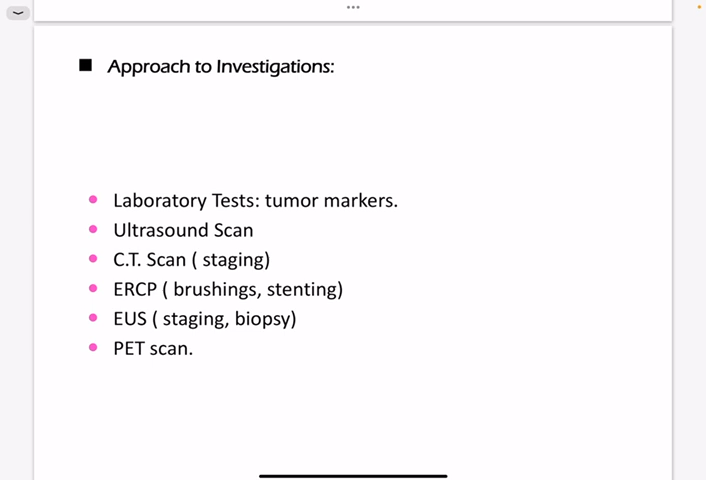 Approach to Investigations:
Laboratory Tests: tumor markers.
Ultrasound Scan
C.T. Scan ( staging)
ERCP ( brushings, stenting)
EUS ( staging, biopsy)
PET scan.